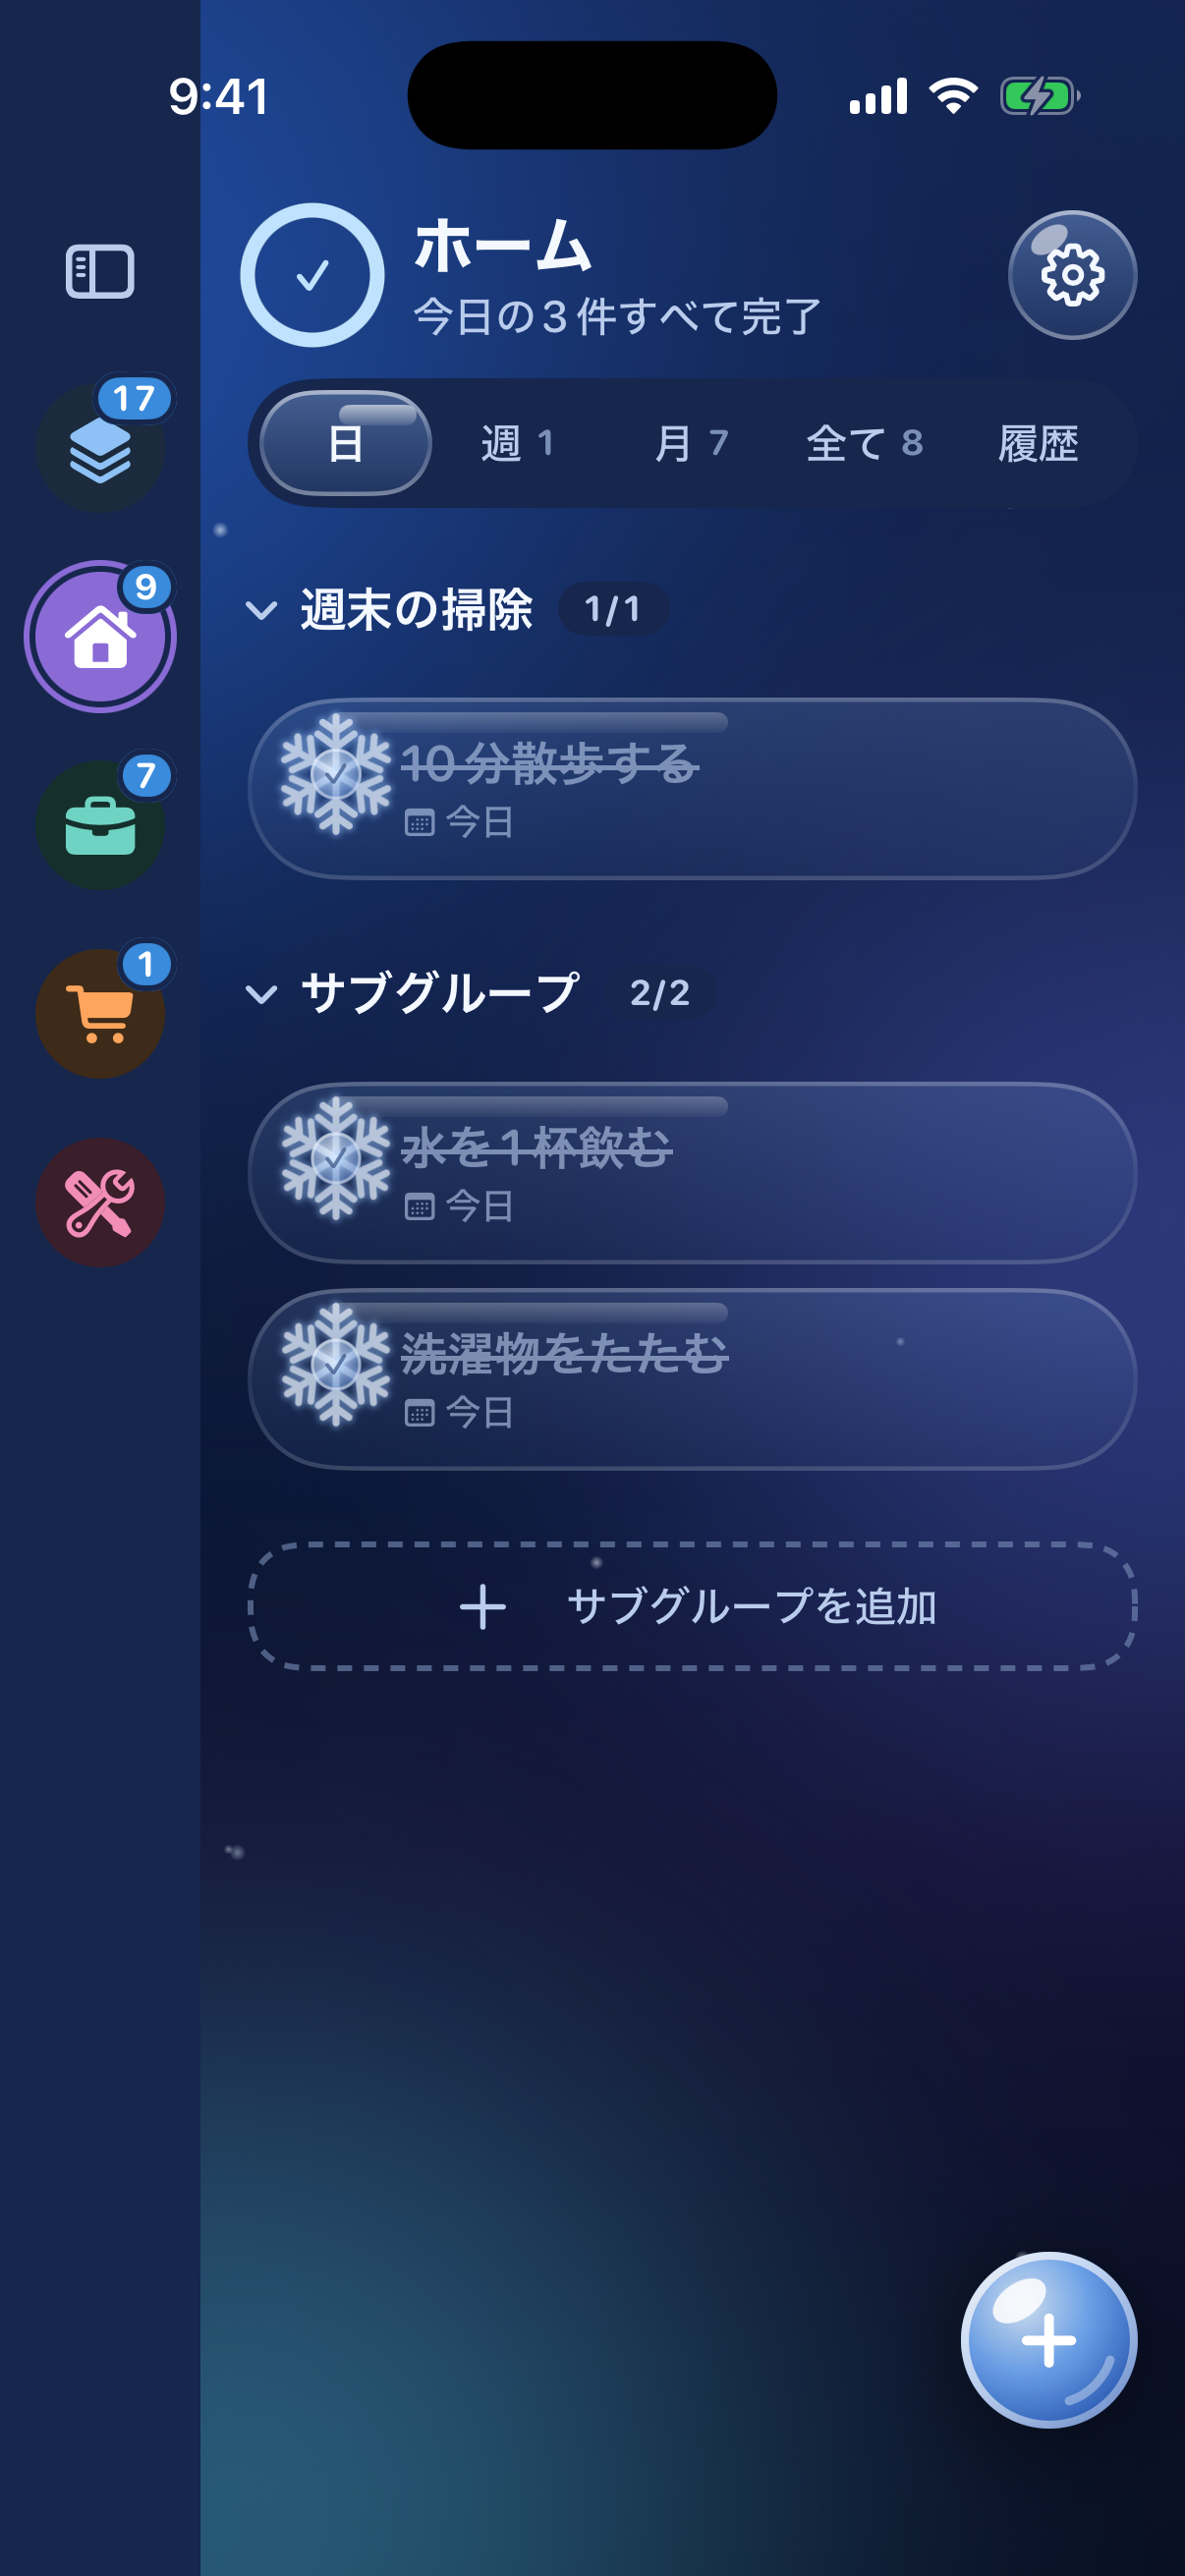 9:41
ホーム
今日の3件すべて完了
17
日
週 1
月 7
全て 8
履歴
9
週末の掃除 1/1
10分散歩する
今日
7
1
サブグループ 2/2
水を1杯飲む
今日
洗濯物をたたむ
今日
サブグループを追加